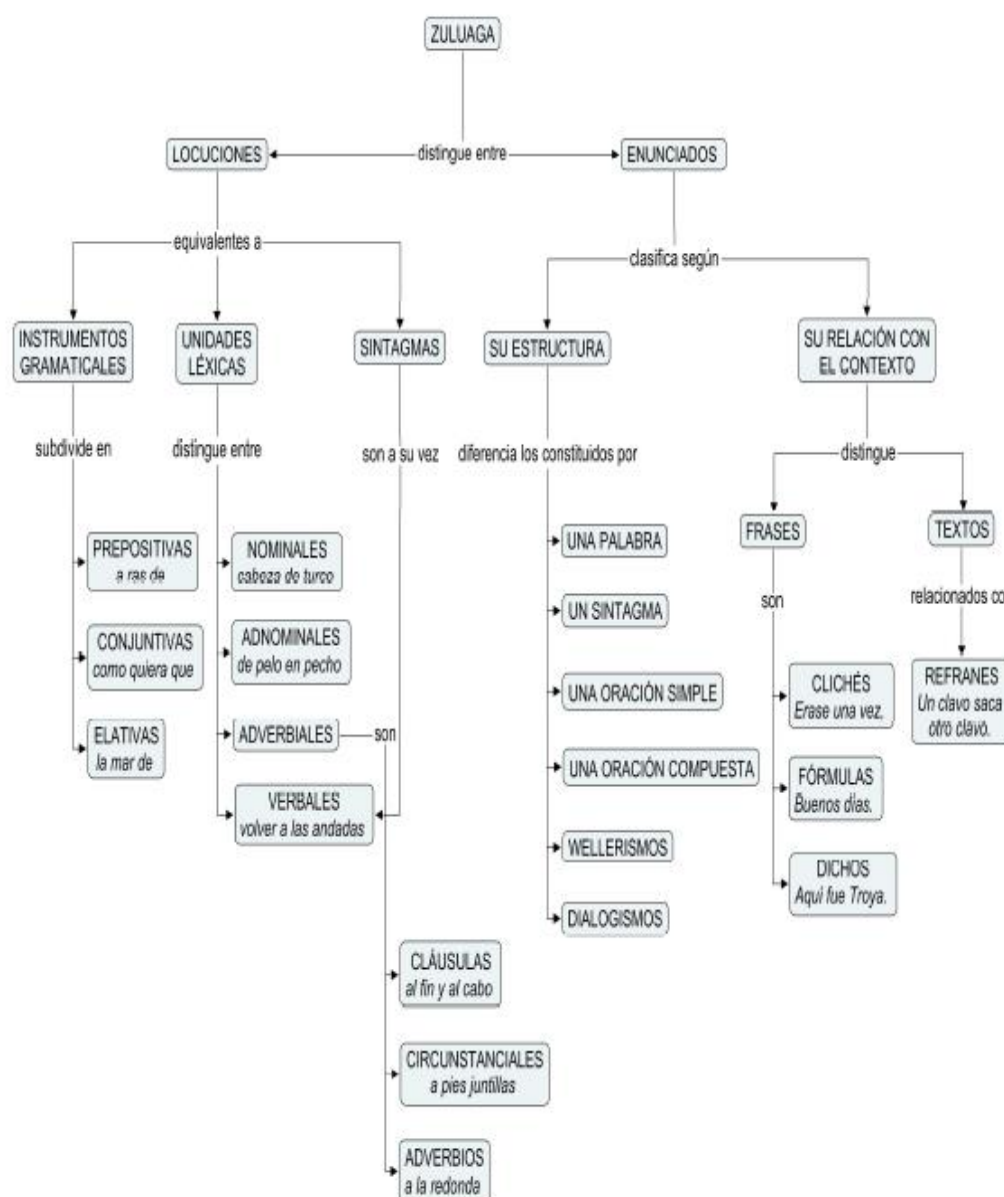 ZULUAGA
LOCUCIONES
distingue entre
ENUNCIADOS
equivalentes a
clasifica según
INSTRUMENTOS
GRAMATICALES
UNIDADES
LÉXICAS
SINTAGMAS
SU ESTRUCTURA
SU RELACIÓN CON
EL CONTEXTO
subdivide en
distingue entre
son a su vez
diferencia los constituidos por
distingue
PREPOSITIVAS
a ras de
CONJUNTIVAS
como quiera que
ELATIVAS
la mar de
NOMINALES
cabeza de turco
ADNOMINALES
de pelo en pecho
ADVERBIALES
son
VERBALES
volver a las andadas
CLÁUSULAS
al fin y al cabo
CIRCUNSTANCIALES
a pies juntillas
ADVERBIOS
a la redonda
UNA PALABRA
UN SINTAGMA
UNA ORACIÓN SIMPLE
UNA ORACIÓN COMPUESTA
WELLERISMOS
DIALOGISMOS
FRASES
son
CLICHÉS
Erase una vez.
FÓRMULAS
Buenos días.
DICHOS
Aquí fue Troya.
TEXTOS
relacionados co
REFRANES
Un clavo saca
otro clavo.